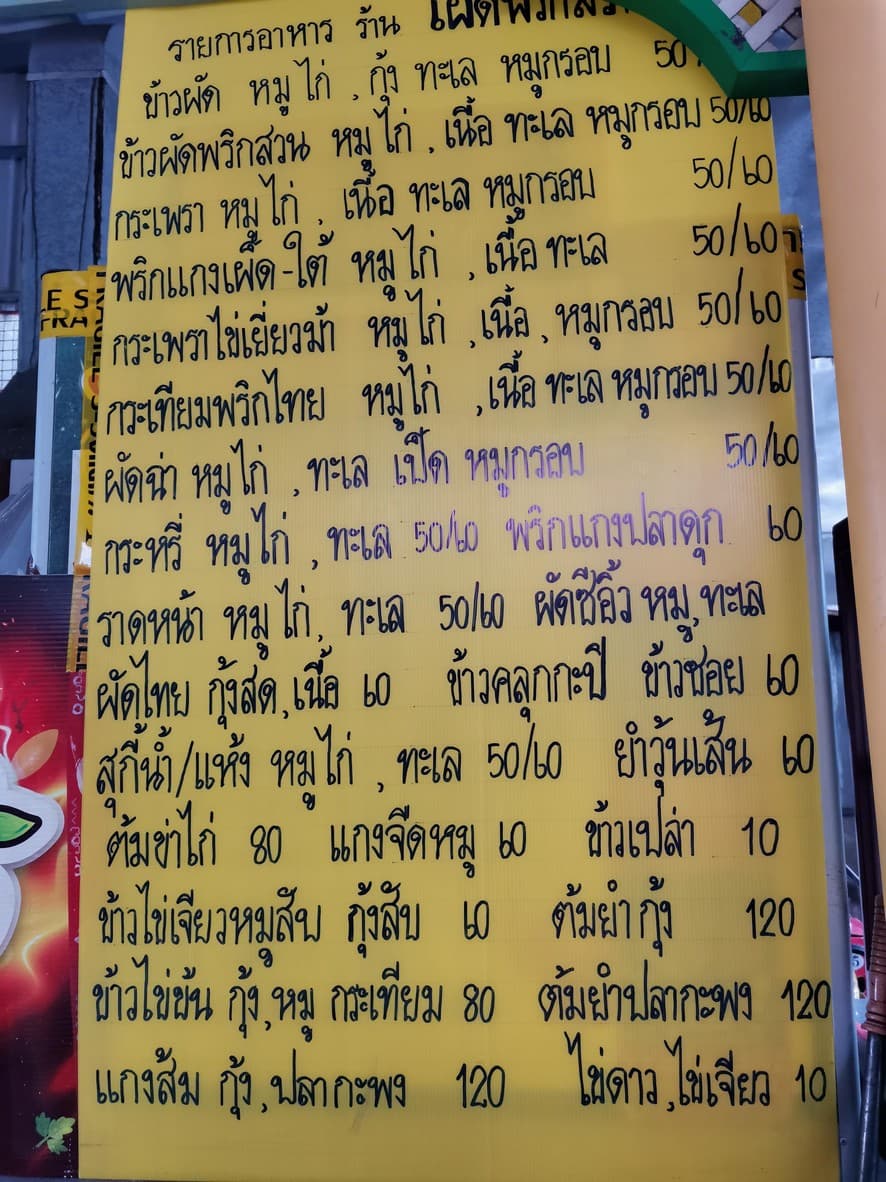 รายการอาหาร ร้าน
ข้าวผัด หมู ไก่ , กุ้ง ทะเล หมูกรอบ 50
ข้าวผัดพริกสวน หมู ไก่ , เนื้อ ทะเล หมูกรอบ 50/60
กระเพรา หมู ไก่ , เนื้อ ทะเล หมูกรอบ 50/60
พริกแกงเผ็ด-ใต้ หมู ไก่ , เนื้อ ทะเล 50/60
กระเพราไข่เยี่ยวม้า หมู ไก่ , เนื้อ , หมูกรอบ 50/60
กระเทียมพริกไทย หมู ไก่ , เนื้อ ทะเล หมูกรอบ 50/60
ผัดฉ่า หมู ไก่ , ทะเล เป็ด หมูกรอบ 50/60
กระหรี่ หมู ไก่ , ทะเล 50/60 พริกแกงปลาดุก 60
ราดหน้า หมู ไก่, ทะเล 50/60 ผัดซีอิ้ว หมู,ทะเล
ผัดไทย กุ้งสด,เนื้อ 60 ข้าวคลุกกะปี ข้าวซอย 60
สุกี้น้ำ/แห้ง หมู ไก่ , ทะเล 50/60 ยำวุ้นเส้น 60
ต้มข่าไก่ 80 แกงจืดหมู 60 ข้าวเปล่า 10
ข้าวไข่เจียวหมูสับ กุ้งสับ 60 ต้มยำกุ้ง 120
ข้าวไข่ข้น กุ้ง,หมู กระเทียม 80 ต้มยำปลากะพง 120
แกงส้ม กุ้ง,ปลากะพง 120 ไข่ดาว,ไข่เจียว 10